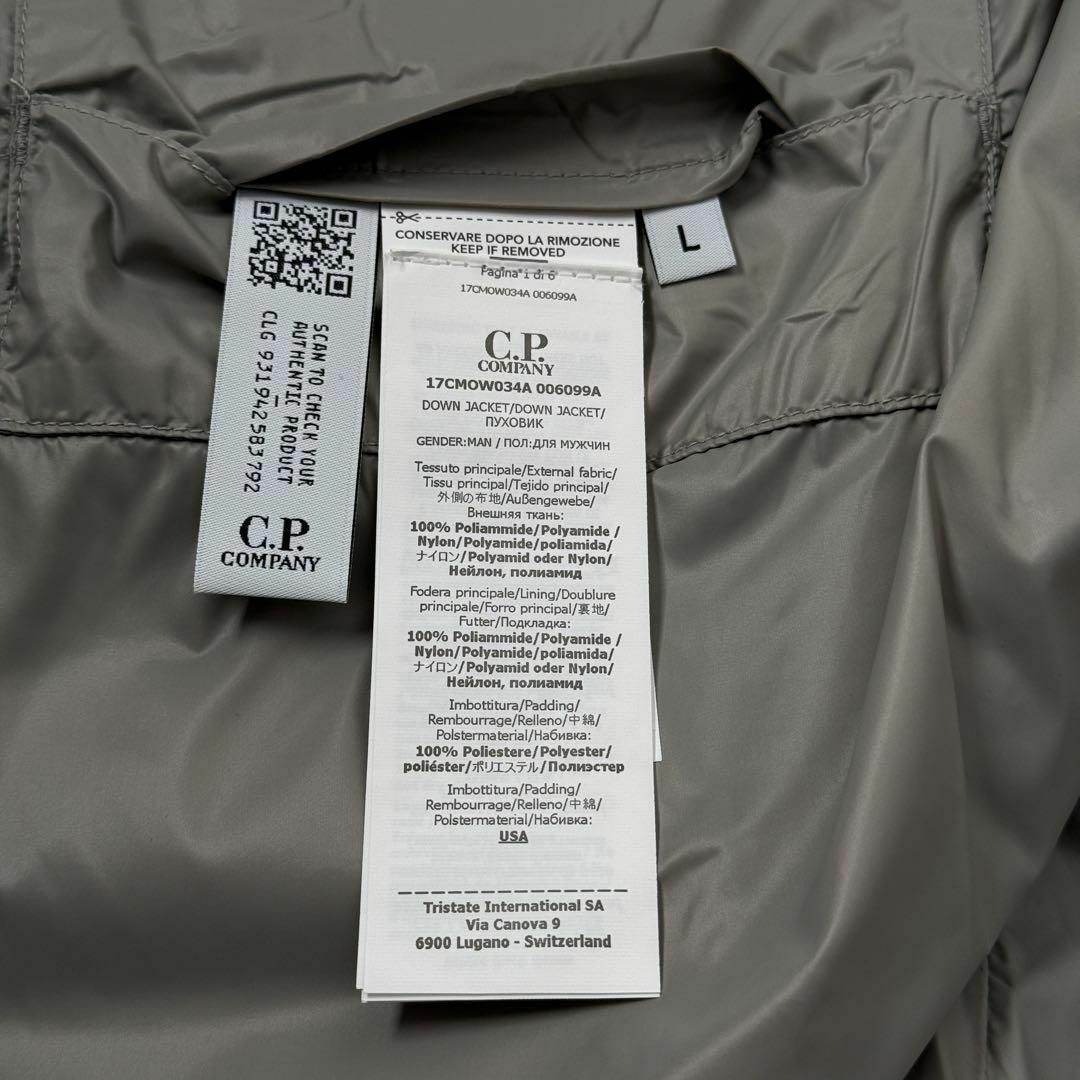 SCAN TO CHECK YOUR
AUTHENTIC PRODUCT
CLG 931942583792
C.P.
COMPANY
CONSERVARE DOPO LA RIMOZIONE
KEEP IF REMOVED
Pagina 1 di 6
17CMOW034A 006099A
C.P.
COMPANY
17CMOW034A 006099A
DOWN JACKET/DOWN JACKET/
ПУХОВИК
GENDER:MAN / ПОЛ:ДЛЯ МУЖЧИН
Tessuto principale/External fabric/
Tissu principal/Tejido principal/
外側の布地/Außengewebe/
Внешняя ткань:
100% Poliammide/Polyamide /
Nylon/Polyamide/poliamida/
ナイロン/Polyamid oder Nylon/
Нейлон, полиамид
Fodera principale/Lining/Doublure
principale/Forro principal/裏地/
Futter/Подкладка:
100% Poliammide/Polyamide /
Nylon/Polyamide/poliamida/
ナイロン/Polyamid oder Nylon/
Нейлон, полиамид
Imbottitura/Padding/
Rembourrage/Relleno/中綿/
Polstermaterial/Набивка:
100% Poliestere/Polyester/
poliéster/ポリエステル/Полиэстер
Imbottitura/Padding/
Rembourrage/Relleno/中綿/
Polstermaterial/Набивка:
USA
Tristate International SA
Via Canova 9
6900 Lugano - Switzerland
L